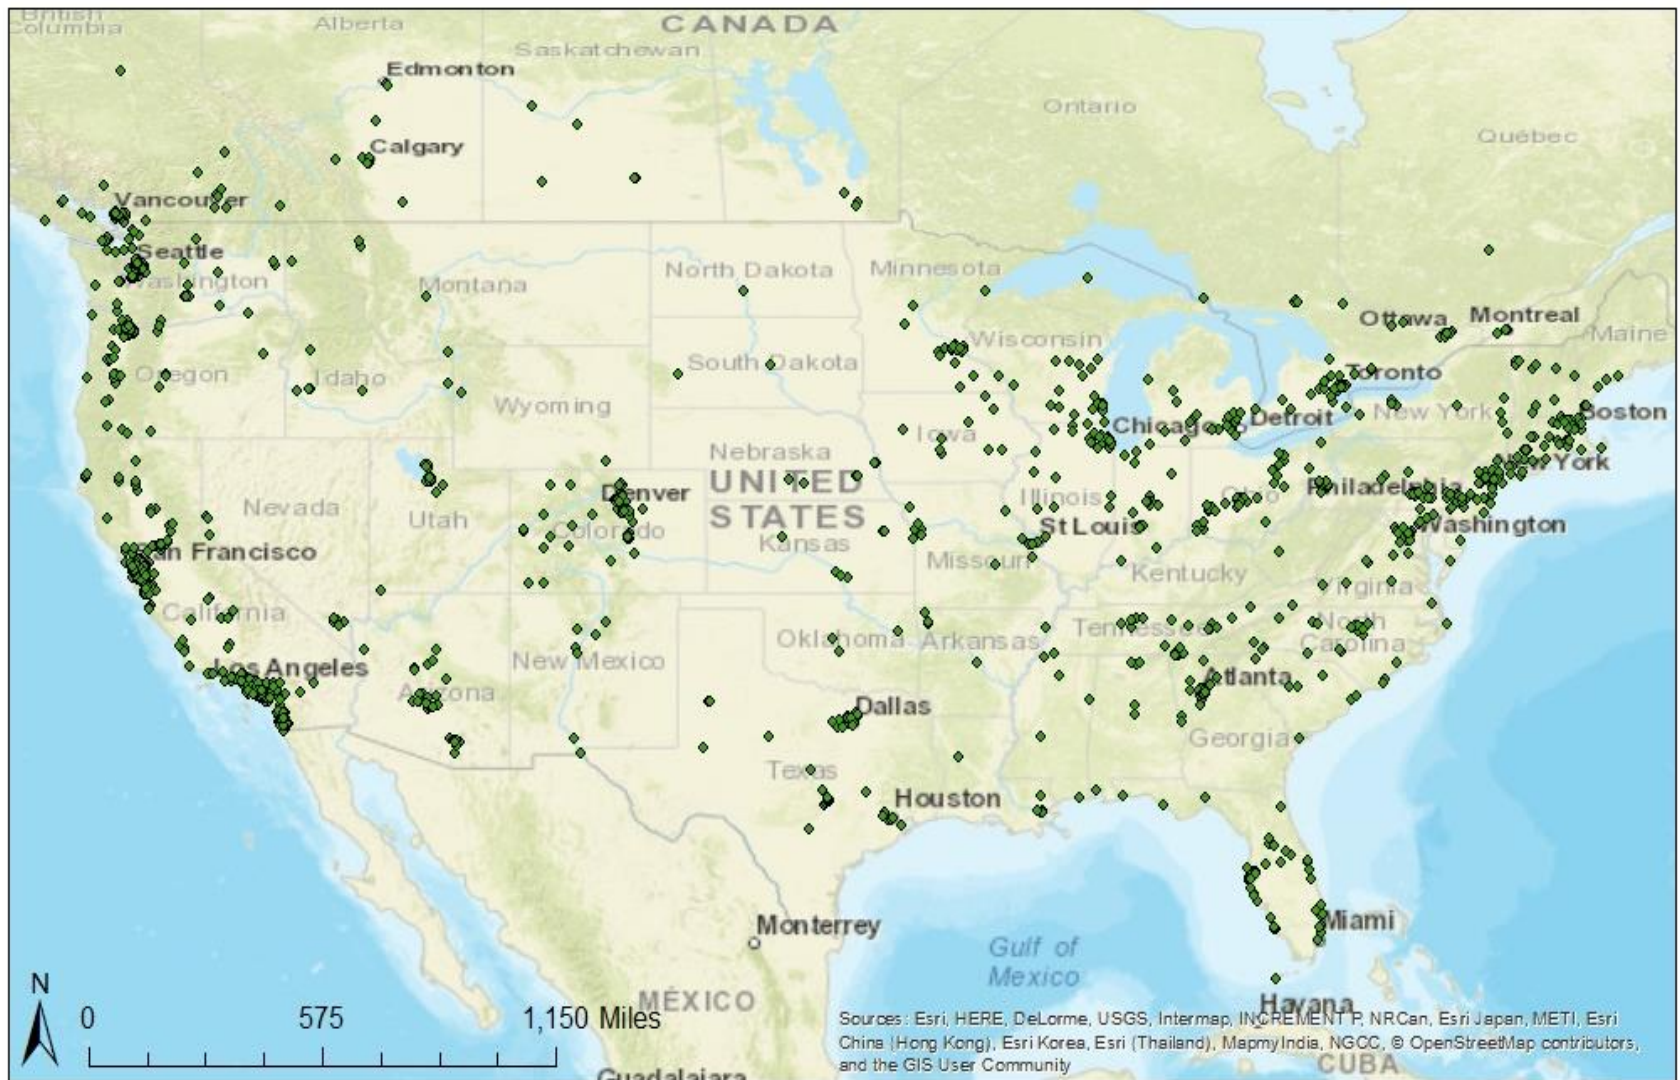 British
Columbia
Alberta
CANADA
Saskatchewan
Edmonton
Ontario
Calgary
Québec
Vancouver
Seattle
Washington
Montana
North Dakota
Minnesota
Ottawa
Montreal
Maine
Wisconsin
South Dakota
Toronto
Oregon
Idaho
Wyoming
New York
Boston
Chicago
Detroit
Iowa
Nebraska
New York
UNITED
STATES
Denver
Philadelphia
Illinois
Ohio
Nevada
Utah
Colorado
St Louis
Washington
Kansas
San Francisco
Missouri
Kentucky
Virginia
California
North
Carolina
Oklahoma
Arkansas
Tennessee
New Mexico
Los Angeles
Arizona
Atlanta
Dallas
Georgia
Texas
Houston
Monterrey
Miami
Gulf of
Mexico
N
MÉXICO
Havana
0 575 1,150 Miles
Sources: Esri, HERE, DeLorme, USGS, Intermap, INCREMENT P, NRCan, Esri Japan, METI, Esri
China (Hong Kong), Esri Korea, Esri (Thailand), MapmyIndia, NGCC, © OpenStreetMap contributors,
and the GIS User Community
CUBA
Guadalajara